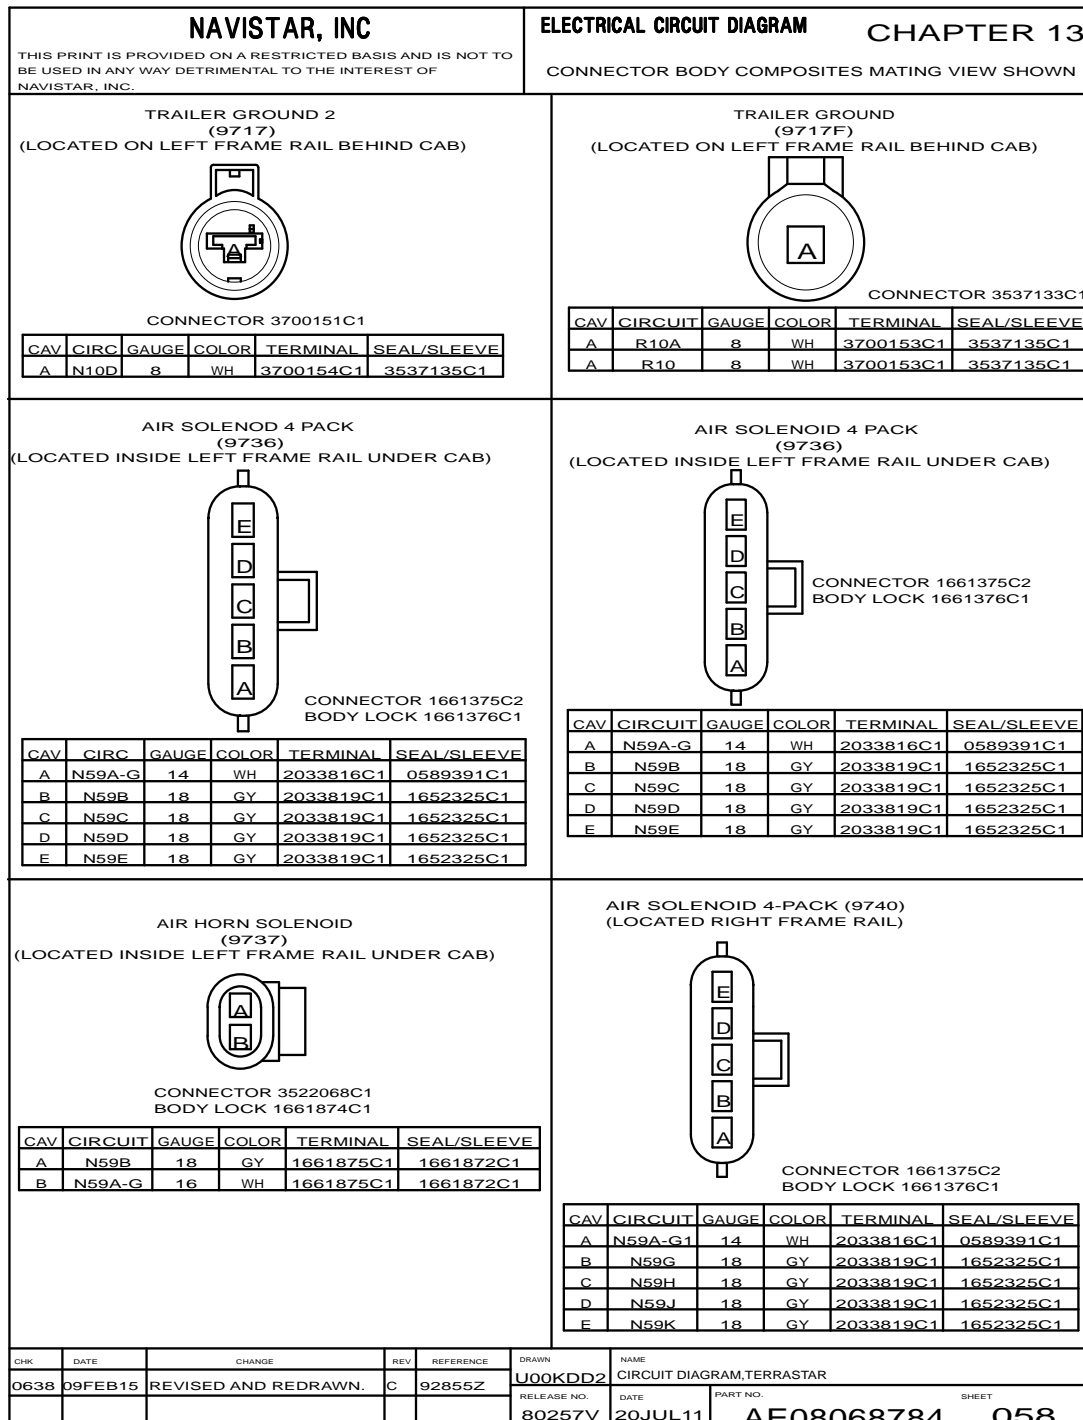 NAVISTAR, INC
THIS PRINT IS PROVIDED ON A RESTRICTED BASIS AND IS NOT TO
BE USED IN ANY WAY DETRIMENTAL TO THE INTEREST OF
NAVISTAR, INC.
ELECTRICAL CIRCUIT DIAGRAM
CHAPTER 13
CONNECTOR BODY COMPOSITES MATING VIEW SHOWN
TRAILER GROUND 2
(9717)
(LOCATED ON LEFT FRAME RAIL BEHIND CAB)
A
CONNECTOR 3700151C1
CAV CIRC GAUGE COLOR TERMINAL SEAL/SLEEVE
A N10D 8 WH 3700154C1 3537135C1
TRAILER GROUND
(9717F)
(LOCATED ON LEFT FRAME RAIL BEHIND CAB)
A
CONNECTOR 3537133C1
CAV CIRCUIT GAUGE COLOR TERMINAL SEAL/SLEEVE
A R10A 8 WH 3700153C1 3537135C1
A R10 8 WH 3700153C1 3537135C1
AIR SOLENOD 4 PACK
(9736)
(LOCATED INSIDE LEFT FRAME RAIL UNDER CAB)
E
D
C
B
A
CONNECTOR 1661375C2
BODY LOCK 1661376C1
CAV CIRC GAUGE COLOR TERMINAL SEAL/SLEEVE
A N59A-G 14 WH 2033816C1 0589391C1
B N59B 18 GY 2033819C1 1652325C1
C N59C 18 GY 2033819C1 1652325C1
D N59D 18 GY 2033819C1 1652325C1
E N59E 18 GY 2033819C1 1652325C1
AIR SOLENOID 4 PACK
(9736)
(LOCATED INSIDE LEFT FRAME RAIL UNDER CAB)
E
D
C
B
A
CONNECTOR 1661375C2
BODY LOCK 1661376C1
CAV CIRCUIT GAUGE COLOR TERMINAL SEAL/SLEEVE
A N59A-G 14 WH 2033816C1 0589391C1
B N59B 18 GY 2033819C1 1652325C1
C N59C 18 GY 2033819C1 1652325C1
D N59D 18 GY 2033819C1 1652325C1
E N59E 18 GY 2033819C1 1652325C1
AIR HORN SOLENOID
(9737)
(LOCATED INSIDE LEFT FRAME RAIL UNDER CAB)
A
B
CONNECTOR 3522068C1
BODY LOCK 1661874C1
CAV CIRCUIT GAUGE COLOR TERMINAL SEAL/SLEEVE
A N59B 18 GY 1661875C1 1661872C1
B N59A-G 16 WH 1661875C1 1661872C1
AIR SOLENOID 4-PACK (9740)
(LOCATED RIGHT FRAME RAIL)
E
D
C
B
A
CONNECTOR 1661375C2
BODY LOCK 1661376C1
CAV CIRCUIT GAUGE COLOR TERMINAL SEAL/SLEEVE
A N59A-G1 14 WH 2033816C1 0589391C1
B N59G 18 GY 2033819C1 1652325C1
C N59H 18 GY 2033819C1 1652325C1
D N59J 18 GY 2033819C1 1652325C1
E N59K 18 GY 2033819C1 1652325C1
CHK DATE CHANGE REV REFERENCE
0638 09FEB15 REVISED AND REDRAWN. C 92855Z
DRAWN NAME
U00KDD2 CIRCUIT DIAGRAM,TERRASTAR
RELEASE NO. DATE PART NO. SHEET
80257V 20JUL11 AE08068784 058